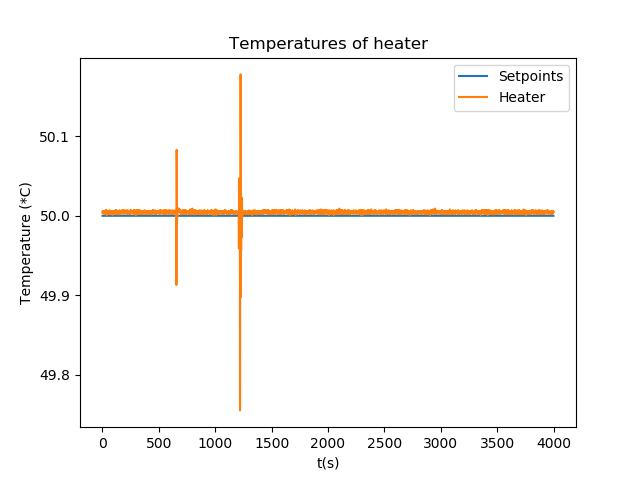 Temperatures of heater
Setpoints
Heater
50.1
50.0
49.9
49.8
Temperature (*C)
0 500 1000 1500 2000 2500 3000 3500 4000
t(s)